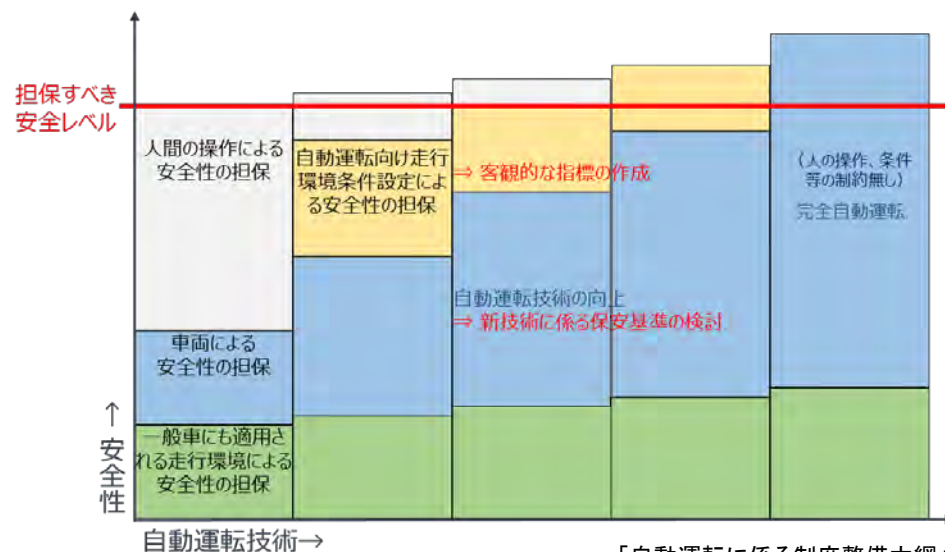 担保すべき
安全レベル
人間の操作による
安全性の担保
自動運転向け走行
環境条件設定によ
る安全性の担保
⇒ 客観的な指標の作成
(人の操作、条件
等の制約無し)
完全自動運転
自動運転技術の向上
⇒ 新技術に係る保安基準の検討
車両による
安全性の担保
一般車にも適用さ
れる走行環境による
安全性の担保
↑安全性
自動運転技術→